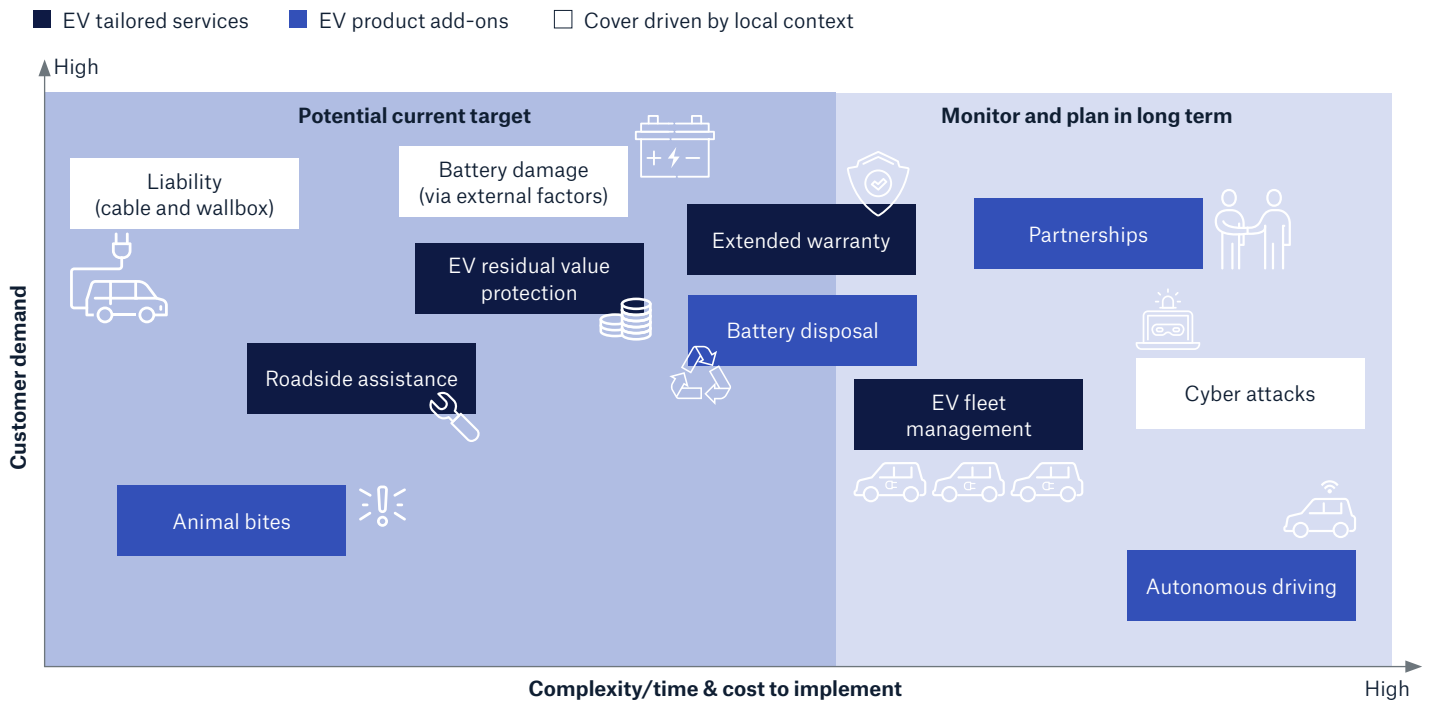 EV tailored services
EV product add-ons
Cover driven by local context
High
Potential current target
Monitor and plan in long term
Liability
(cable and wallbox)
Battery damage
(via external factors)
Extended warranty
Partnerships
EV residual value
protection
Battery disposal
Roadside assistance
EV fleet
management
Cyber attacks
Animal bites
Autonomous driving
Customer demand
Complexity/time & cost to implement
High